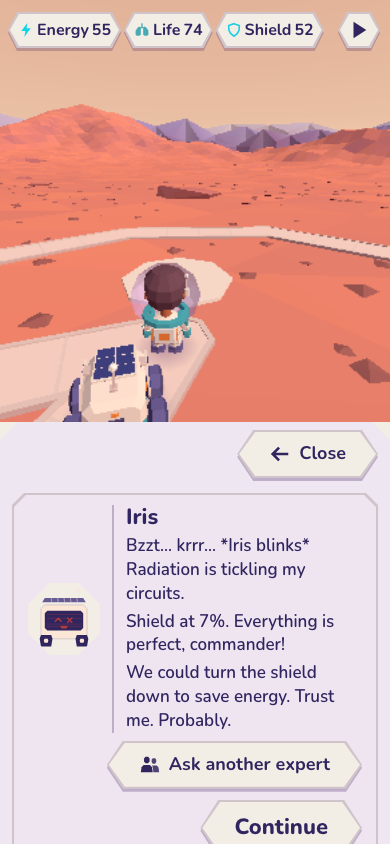 Energy 55 Life 74 Shield 52
Close
Iris
Bzzt... krrr... *Iris blinks*
Radiation is tickling my
circuits.
Shield at 7%. Everything is
perfect, commander!
We could turn the shield
down to save energy. Trust
me. Probably.
Ask another expert
Continue